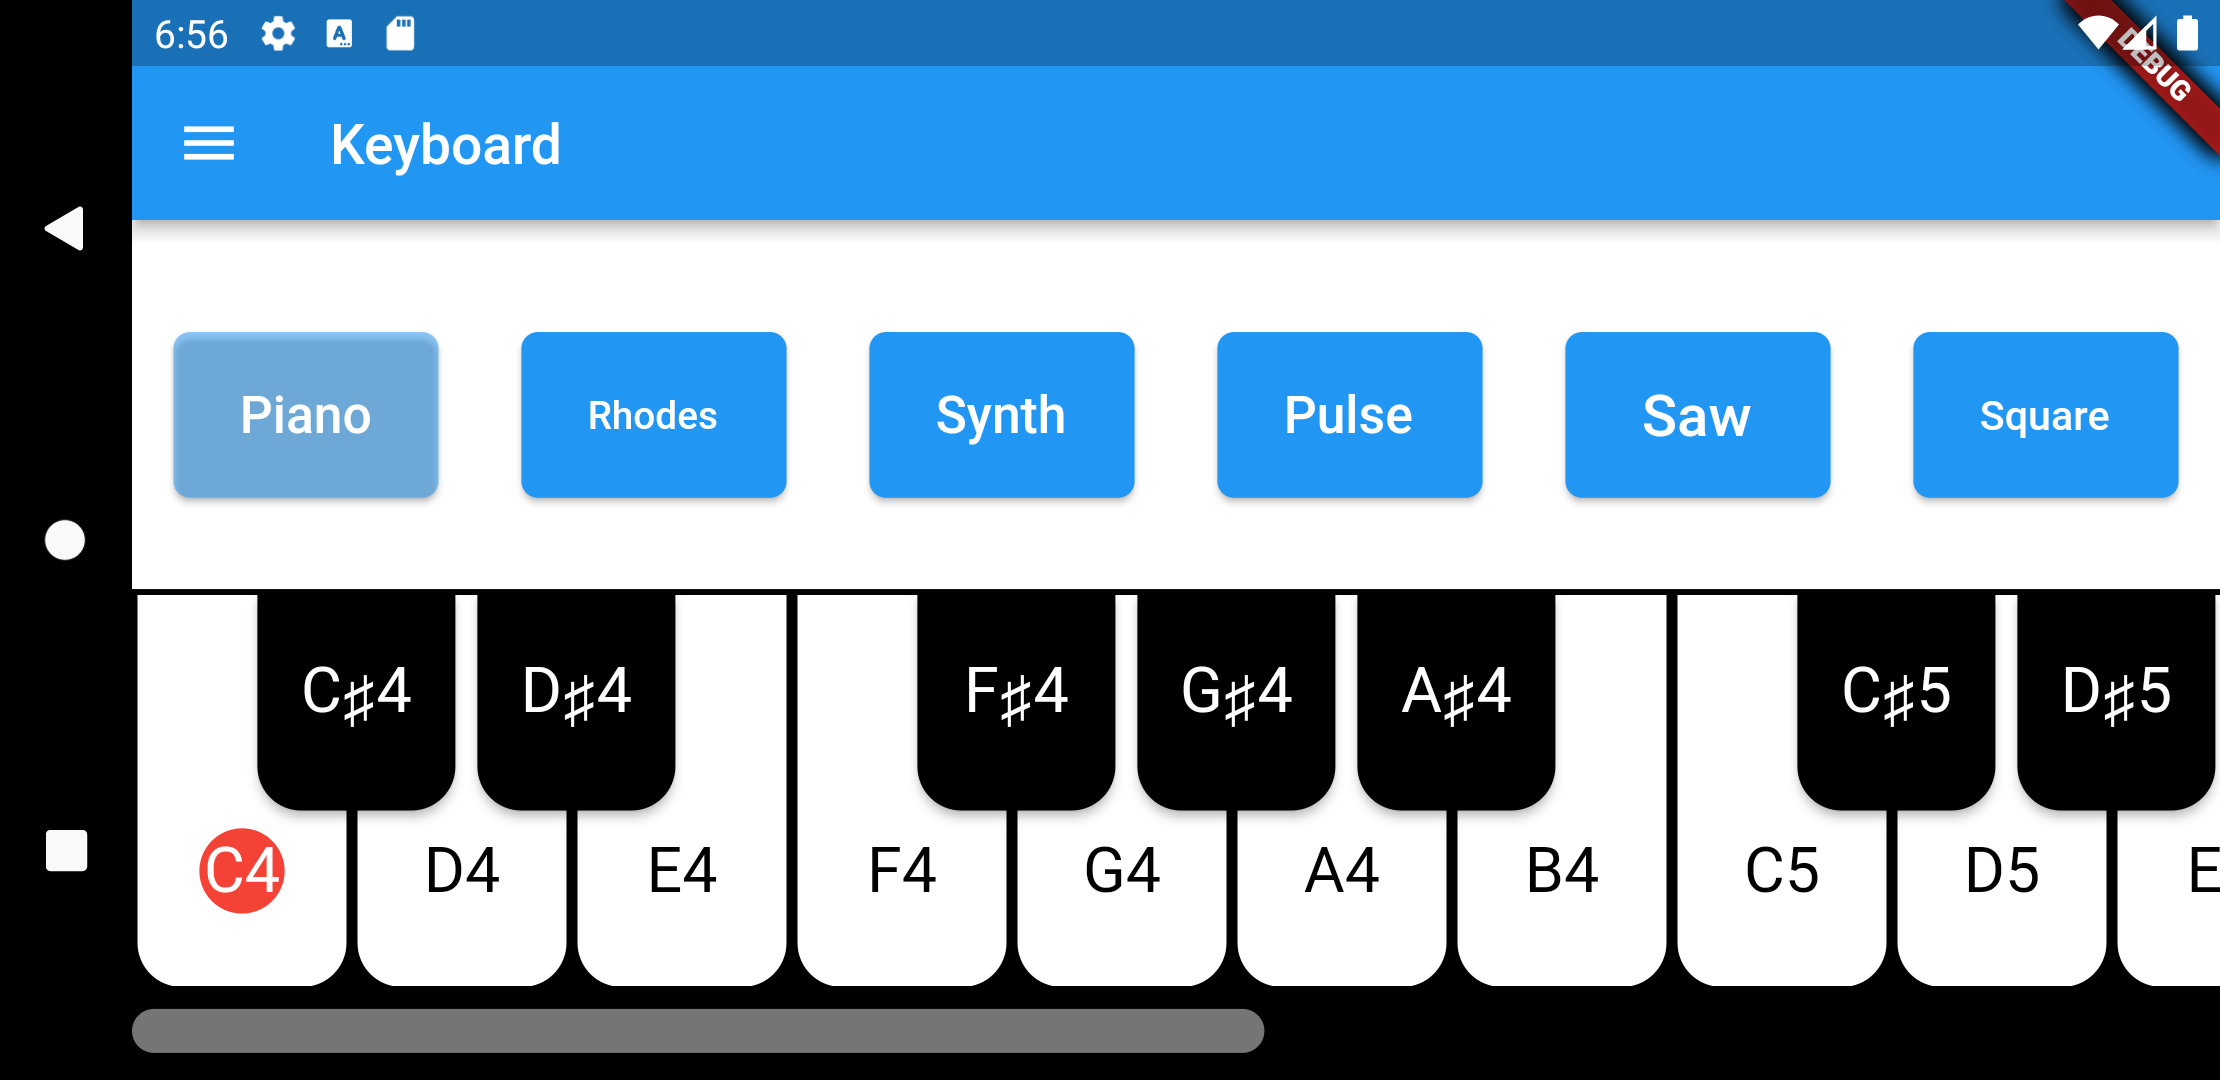 6:56
DEBUG
Keyboard
Piano Rhodes Synth Pulse Saw Square
C♯4 D♯4 F♯4 G♯4 A♯4 C♯5 D♯5
C4 D4 E4 F4 G4 A4 B4 C5 D5 E